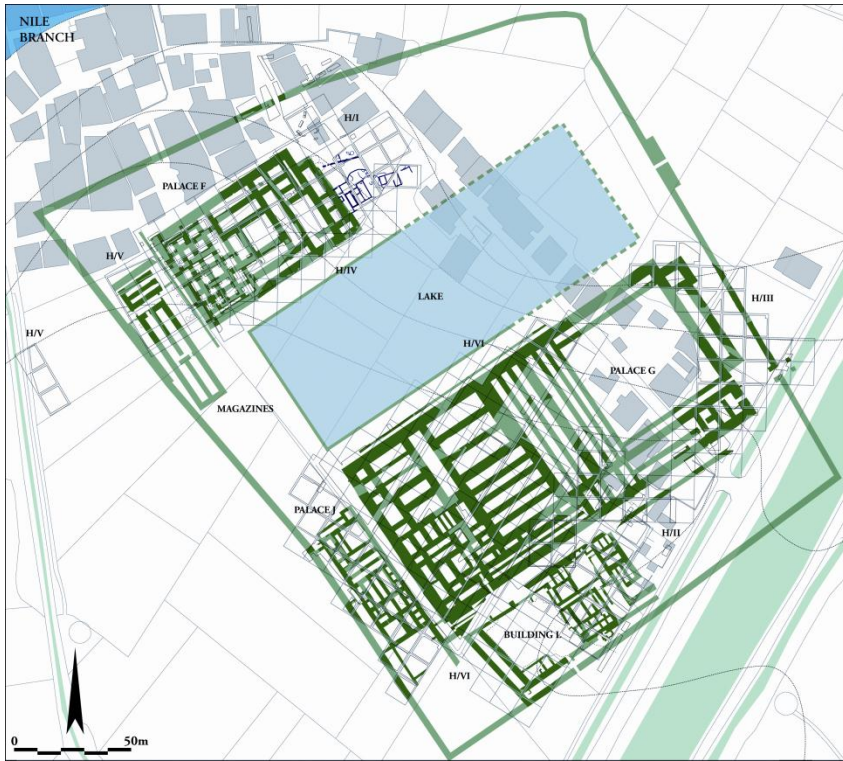 NILE
BRANCH
H/I
PALACE F
H/V
H/IV
H/III
LAKE
H/V
H/VI
PALACE G
MAGAZINES
PALACE J
H/II
BUILDING L
H/VI
0
50m